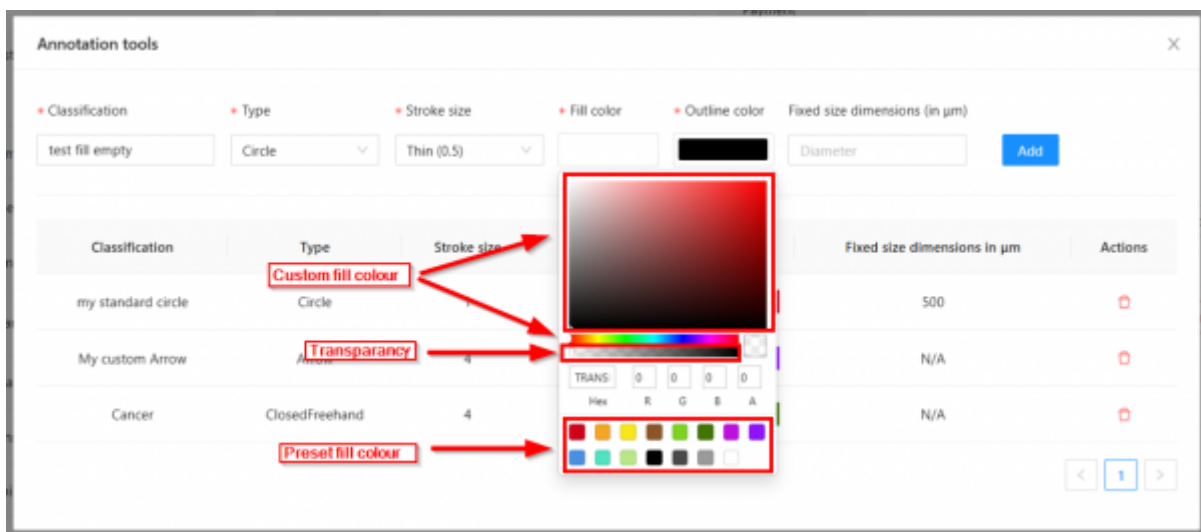 Annotation tools
* Classification * Type * Stroke size * Fill color * Outline color Fixed size dimensions (in µm)
test fill empty Circle Thin (0.5) Diameter Add
Classification Type Stroke size Fixed size dimensions in µm Actions
Custom fill colour
my standard circle Circle 500
Transparancy
My custom Arrow N/A
4
TRANS 0 0 0 0
Hex R G B A
Cancer ClosedFreehand 4 N/A
Preset fill colour
< 1 >